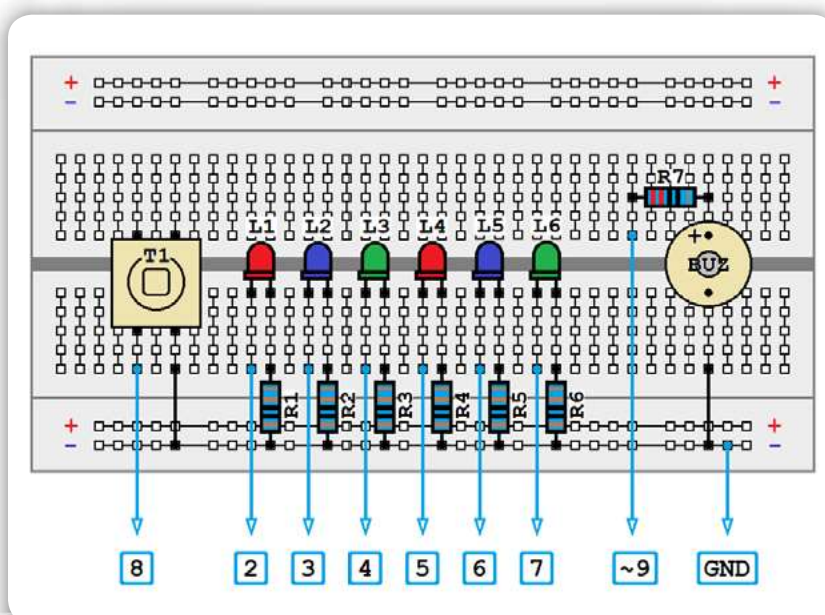 + +
- -
R7
L1 L2 L3 L4 L5 L6
+
T1
BUZ
R1 R2 R3 R4 R5 R6
+ +
- -
8 2 3 4 5 6 7 ~9 GND